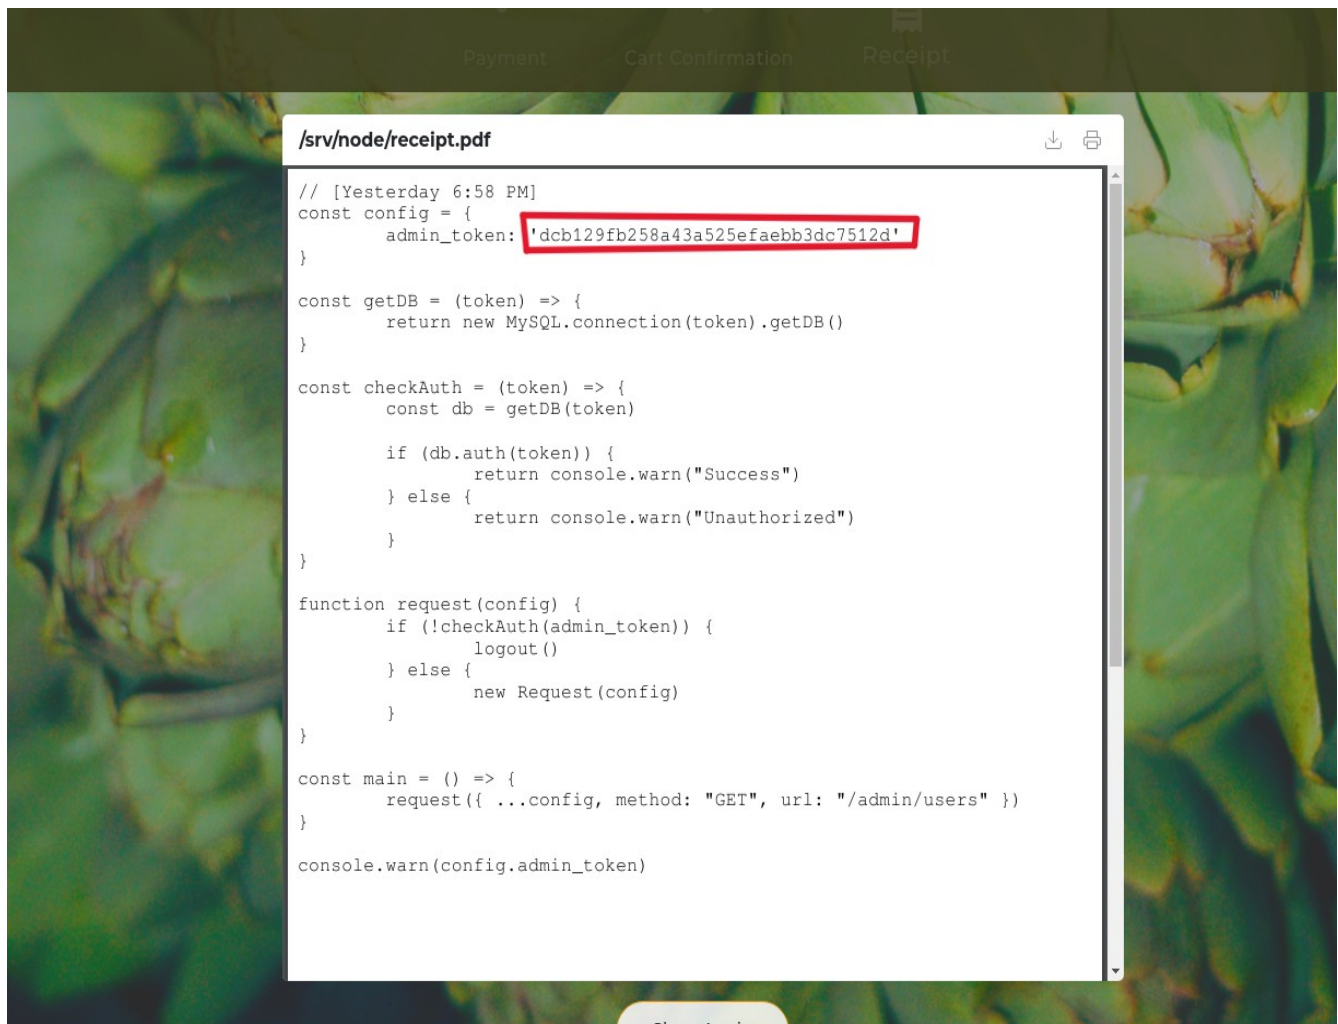 Payment Cart Confirmation Receipt
/srv/node/receipt.pdf
// [Yesterday 6:58 PM]
const config = {
        admin_token: 'dcb129fb258a43a525efaebb3dc7512d'
}

const getDB = (token) => {
        return new MySQL.connection(token).getDB()
}

const checkAuth = (token) => {
        const db = getDB(token)

        if (db.auth(token)) {
                return console.warn("Success")
        } else {
                return console.warn("Unauthorized")
        }
}

function request(config) {
        if (!checkAuth(admin_token)) {
                logout()
        } else {
                new Request(config)
        }
}

const main = () => {
        request({ ...config, method: "GET", url: "/admin/users" })
}

console.warn(config.admin_token)